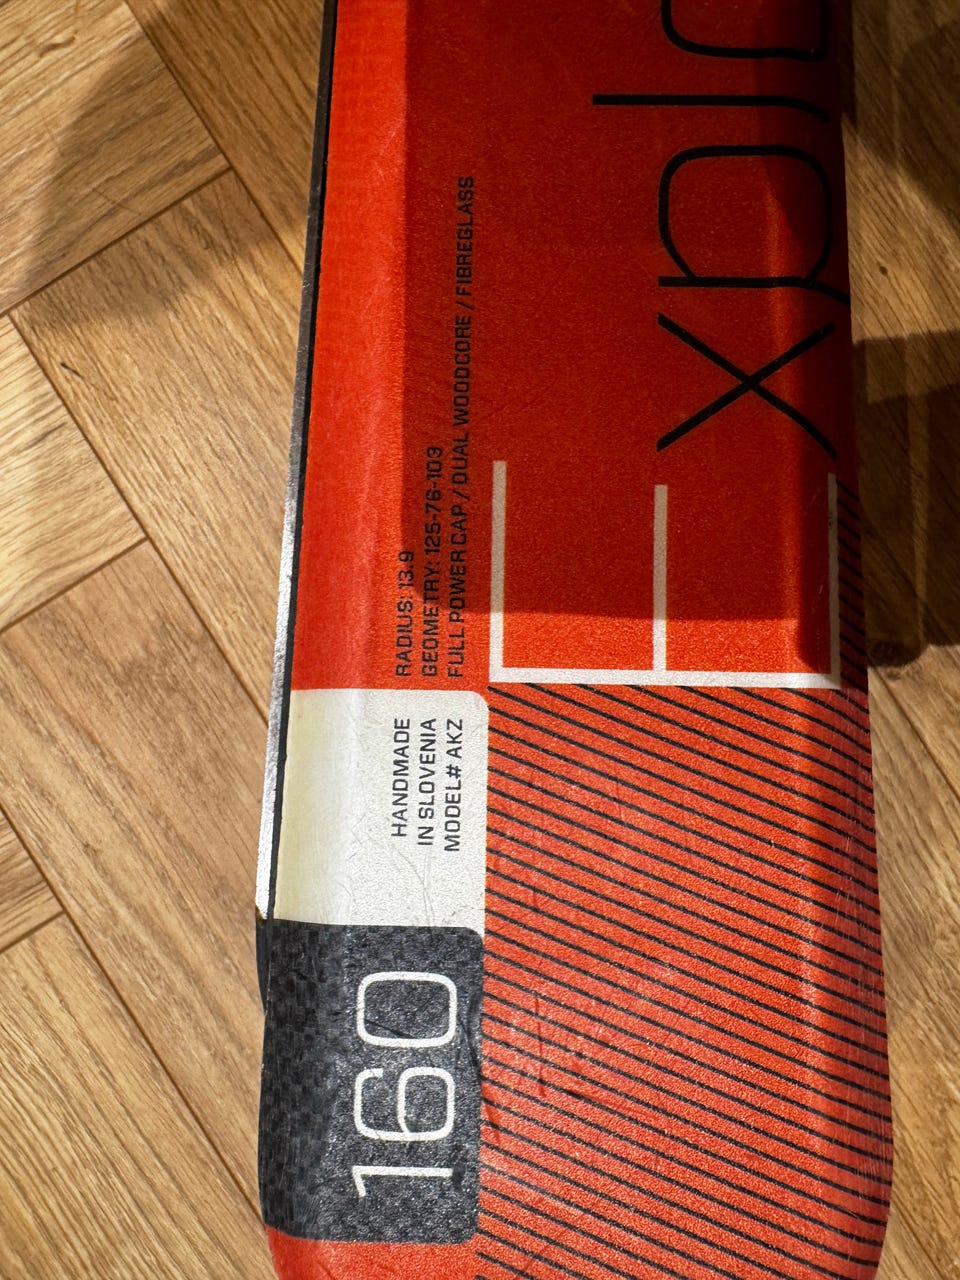 160
HANDMADE
IN SLOVENIA
MODEL# AKZ
RADIUS: 13.9
GEOMETRY: 125-76-103
FULL POWER CAP / DUAL WOODCORE / FIBREGLASS
Explo